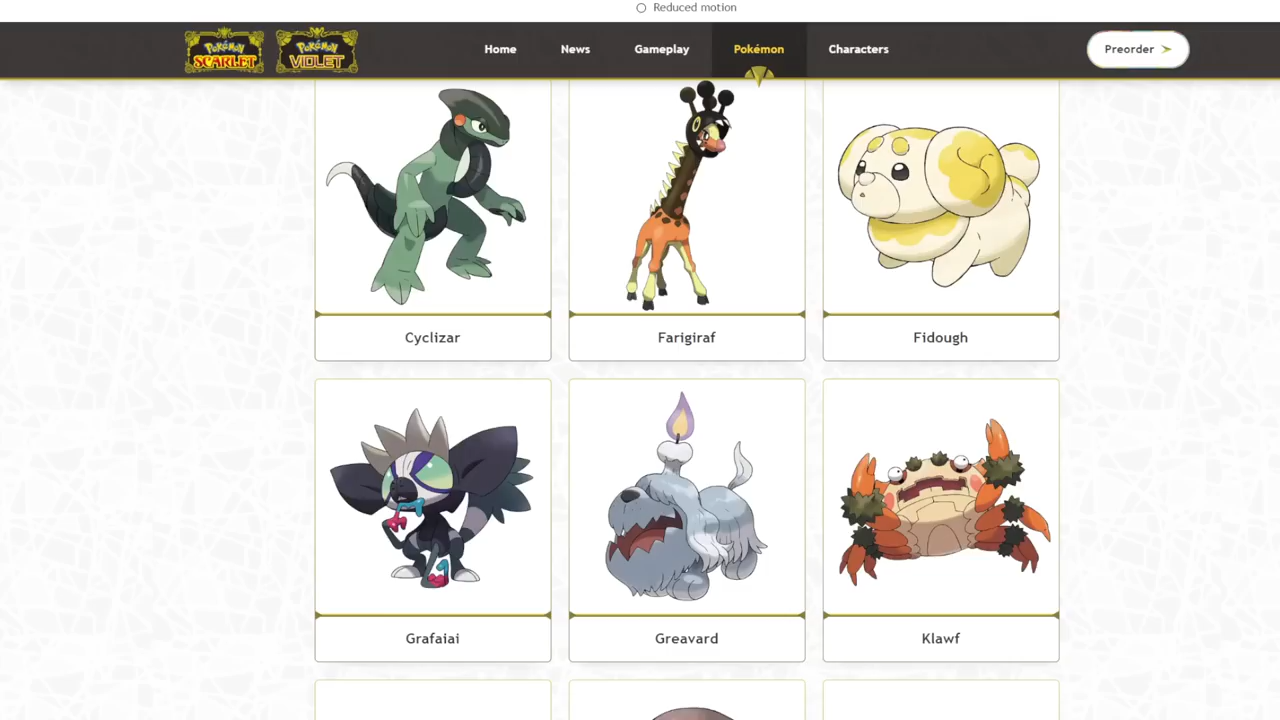 Reduced motion
Pokémon
SCARLET
Pokémon
VIOLET
Home
News
Gameplay
Pokémon
Characters
Preorder
Cyclizar
Farigiraf
Fidough
Grafaiai
Greavard
Klawf